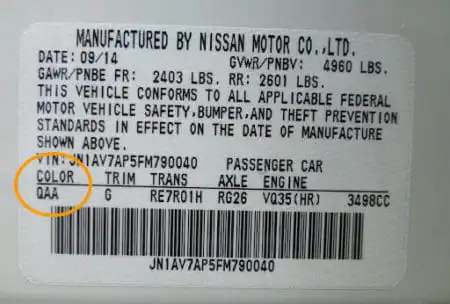 MANUFACTURED BY NISSAN MOTOR CO.,LTD.
DATE: 09/14 GVWR/PNBV: 4960 LBS.
GAWR/PNBE FR: 2403 LBS. RR: 2601 LBS.
THIS VEHICLE CONFORMS TO ALL APPLICABLE FEDERAL
MOTOR VEHICLE SAFETY,BUMPER,AND THEFT PREVENTION
STANDARDS IN EFFECT ON THE DATE OF MANUFACTURE
SHOWN ABOVE.
VIN: JN1AV7AP5FM790040 PASSENGER CAR
COLOR TRIM TRANS AXLE ENGINE
QAA G RE7R01H RG26 VQ35(HR) 3498CC
JN1AV7AP5FM790040